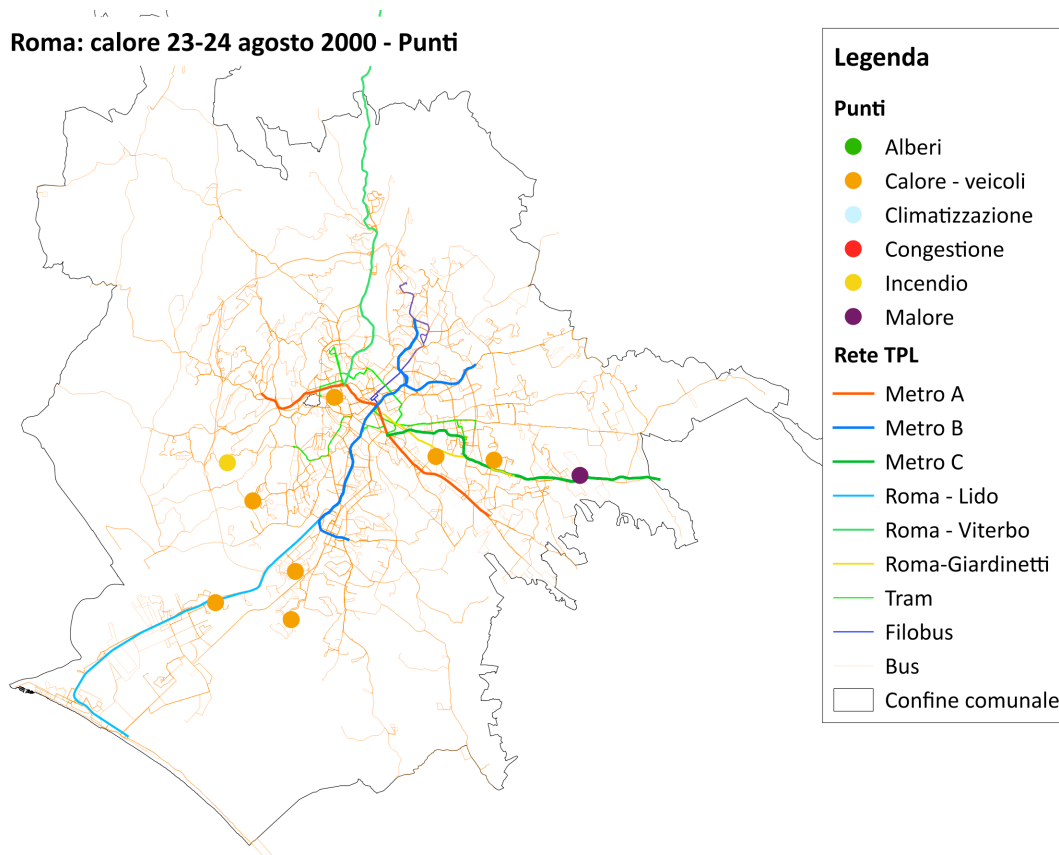 Roma: calore 23-24 agosto 2000 - Punti
Legenda
Punti
Alberi
Calore - veicoli
Climatizzazione
Congestione
Incendio
Malore
Rete TPL
Metro A
Metro B
Metro C
Roma - Lido
Roma - Viterbo
Roma-Giardinetti
Tram
Filobus
Bus
Confine comunale